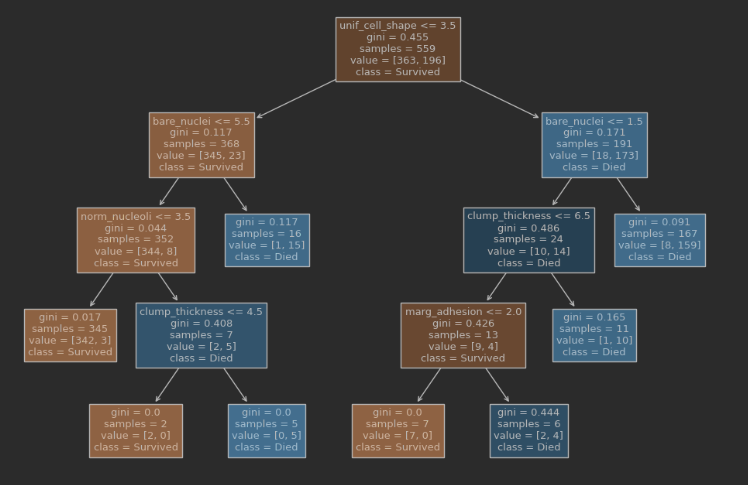 unif_cell_shape <= 3.5
gini = 0.455
samples = 559
value = [363, 196]
class = Survived
bare_nuclei <= 5.5
gini = 0.117
samples = 368
value = [345, 23]
class = Survived
bare_nuclei <= 1.5
gini = 0.171
samples = 191
value = [18, 173]
class = Died
norm_nucleoli <= 3.5
gini = 0.044
samples = 352
value = [344, 8]
class = Survived
gini = 0.117
samples = 16
value = [1, 15]
class = Died
clump_thickness <= 6.5
gini = 0.486
samples = 24
value = [10, 14]
class = Died
gini = 0.091
samples = 167
value = [8, 159]
class = Died
gini = 0.017
samples = 345
value = [342, 3]
class = Survived
clump_thickness <= 4.5
gini = 0.408
samples = 7
value = [2, 5]
class = Died
marg_adhesion <= 2.0
gini = 0.426
samples = 13
value = [9, 4]
class = Survived
gini = 0.165
samples = 11
value = [1, 10]
class = Died
gini = 0.0
samples = 2
value = [2, 0]
class = Survived
gini = 0.0
samples = 5
value = [0, 5]
class = Died
gini = 0.0
samples = 7
value = [7, 0]
class = Survived
gini = 0.444
samples = 6
value = [2, 4]
class = Died